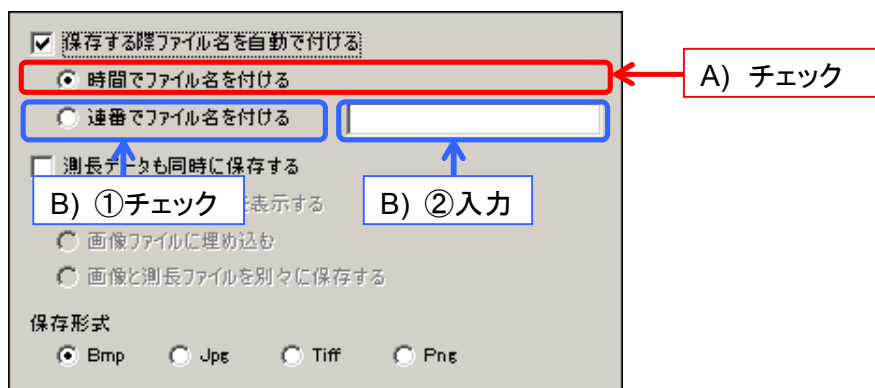 保存する際ファイル名を自動で付ける
時間でファイル名を付ける
A) チェック
連番でファイル名を付ける
測長データも同時に保存する
B) ①チェック
を表示する
B) ②入力
画像ファイルに埋め込む
画像と測長ファイルを別々に保存する
保存形式
Bmp Jpg Tiff Png